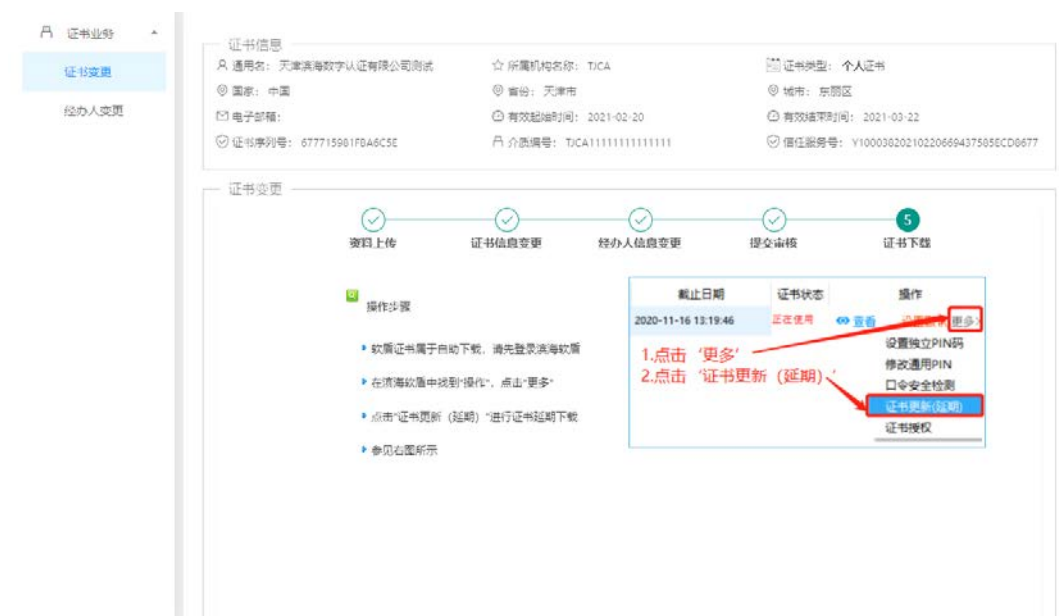 证书业务
证书变更
经办人变更
证书信息
通用名： 天津滨海数字认证有限公司测试
所属机构名称： TJCA
证书类型： 个人证书
国家： 中国
省份： 天津市
城市： 东丽区
电子邮箱：
有效起始时间： 2021-02-20
有效结束时间： 2021-03-22
证书序列号： 677715981FBA6C5E
介质编号： TJCA11111111111111
信任服务号： Y10003820210220669437585ECD8677
证书变更
5
资料上传
证书信息变更
经办人信息变更
提交审核
证书下载
操作步骤
软盾证书属于自助下载，请先登录滨海软盾
在滨海软盾中找到“操作”，点击“更多”
点击“证书更新（延期）”进行证书延期下载
参见右图所示
截止日期
证书状态
操作
2020-11-16 13:19:46
正在使用
查看
更多
设置独立PIN码
修改通用PIN
口令安全检测
证书更新(延期)
证书授权
1.点击‘更多’
2.点击‘证书更新（延期）’